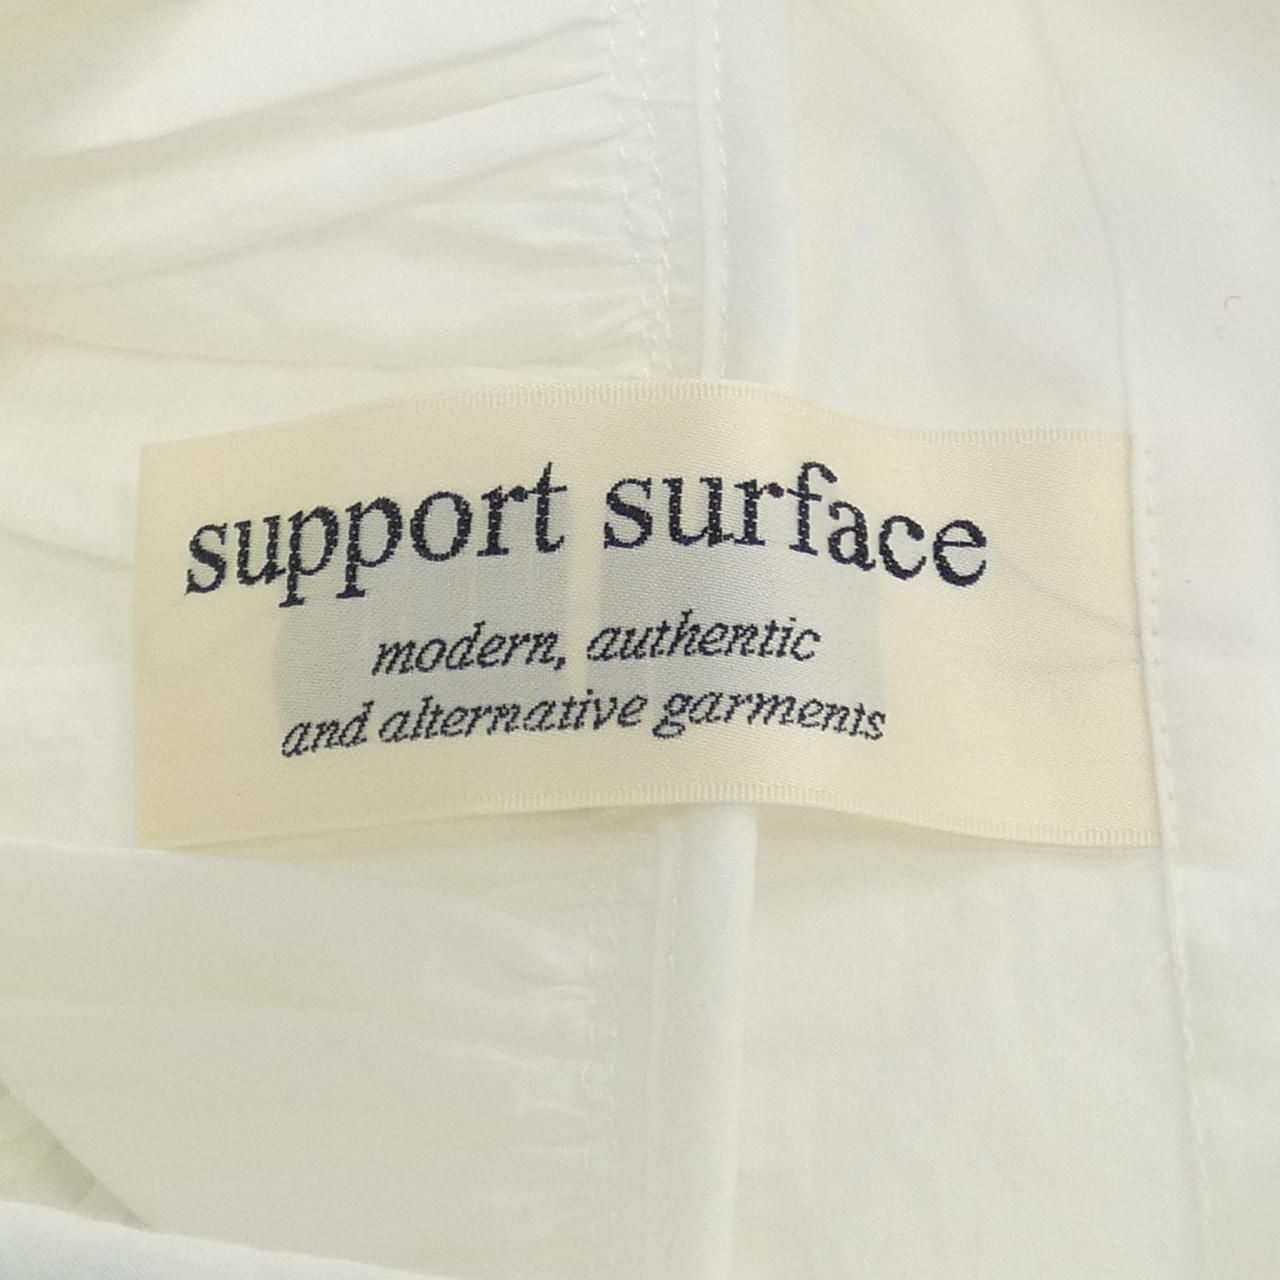 support surface
modern, authentic
and alternative garments